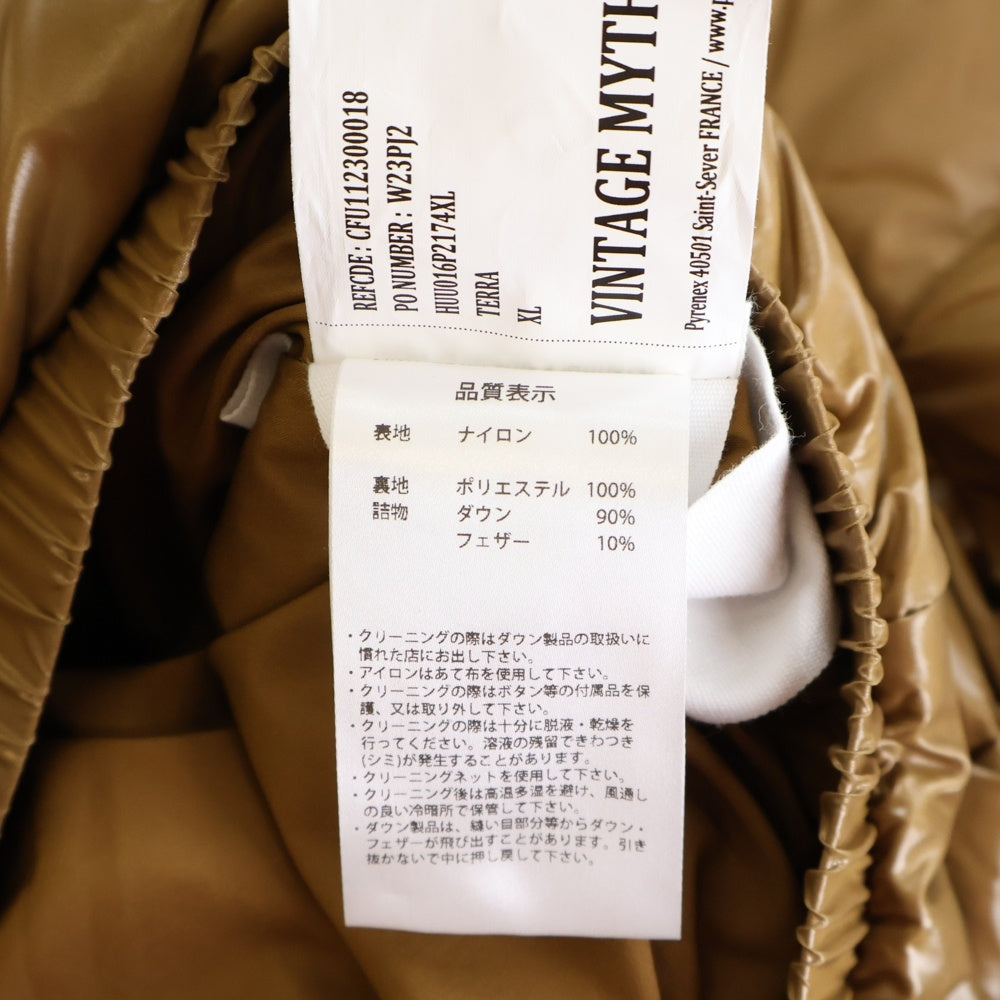 REFCDE : CFU112300018
PO NUMBER : W23PJ2
HUU016P2174XL
TERRA
XL
VINTAGE MYTH
Pyrenex 40501 Saint-Sever FRANCE / www.p
品質表示
表地 ナイロン 100%
裏地 ポリエステル 100%
詰物 ダウン 90%
フェザー 10%
・クリーニングの際はダウン製品の取扱いに
慣れた店にお出し下さい。
・アイロンはあて布を使用して下さい。
・クリーニングの際はボタン等の付属品を保
護、又は取り外して下さい。
・クリーニングの際は十分に脱液・乾燥を
行ってください。溶液の残留できわつき
(シミ)が発生することがあります。
・クリーニングネットを使用して下さい。
・クリーニング後は高温多湿を避け、風通し
の良い冷暗所で保管して下さい。
・ダウン製品は、縫い目部分等からダウン・
フェザーが飛び出すことがあります。引き
抜かないで中に押し戻して下さい。